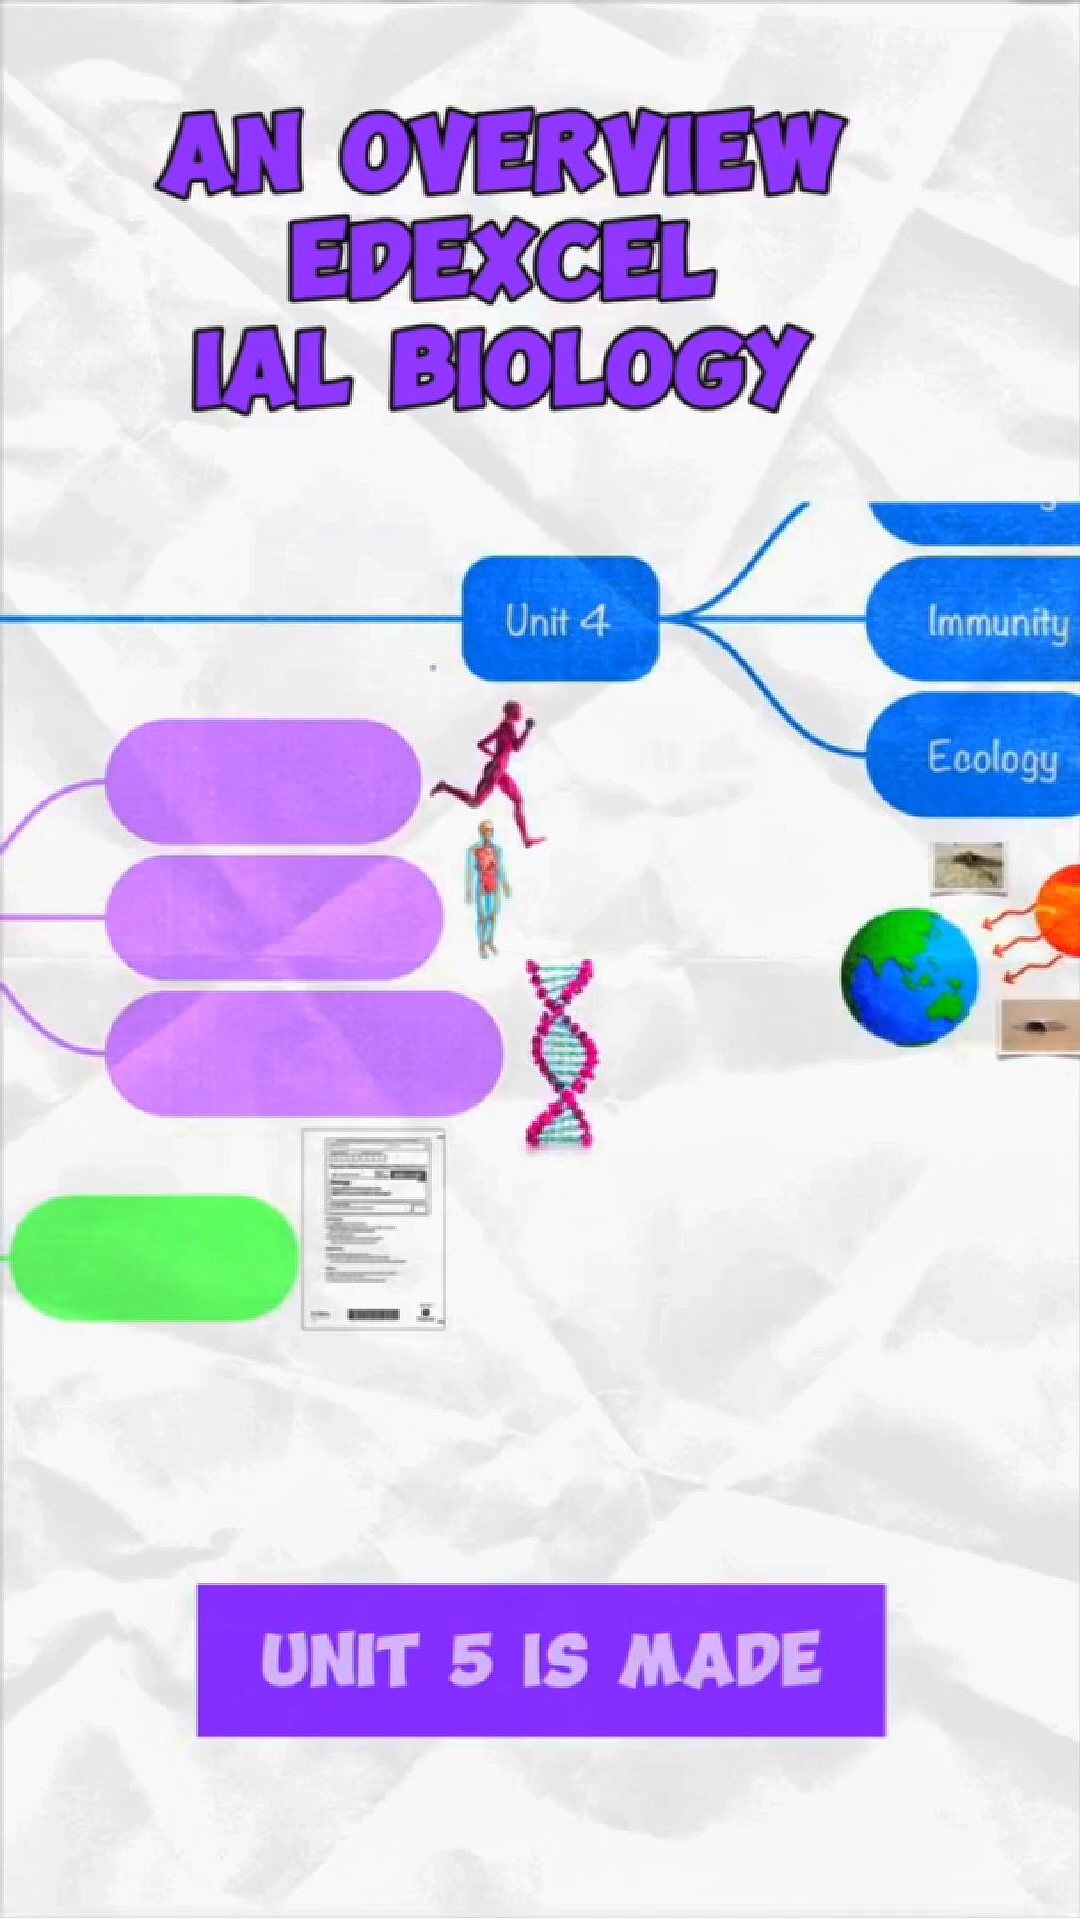 AN OVERVIEW
EDEXCEL
IAL BIOLOGY
Unit 4
Immunity
Ecology
UNIT 5 IS MADE